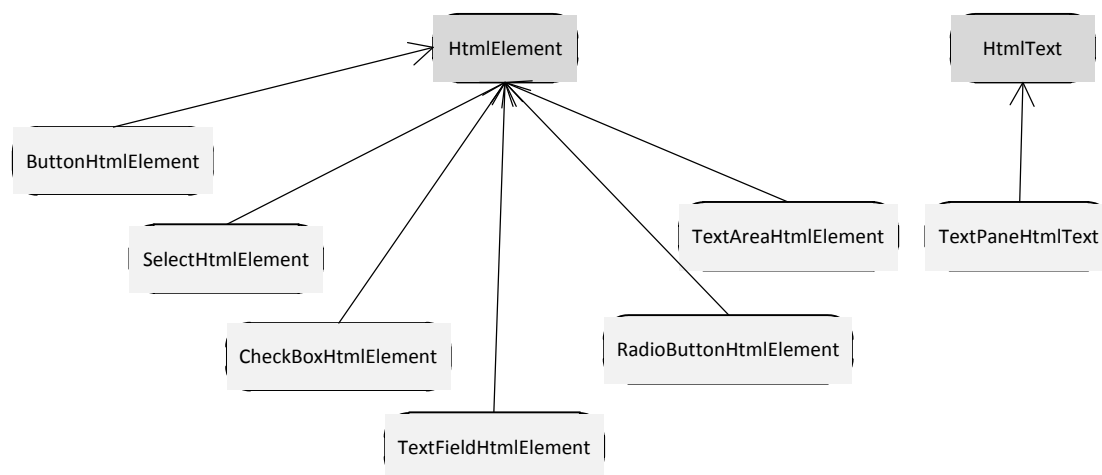 HtmlElement
HtmlText
ButtonHtmlElement
SelectHtmlElement
TextAreaHtmlElement
TextPaneHtmlText
CheckBoxHtmlElement
RadioButtonHtmlElement
TextFieldHtmlElement